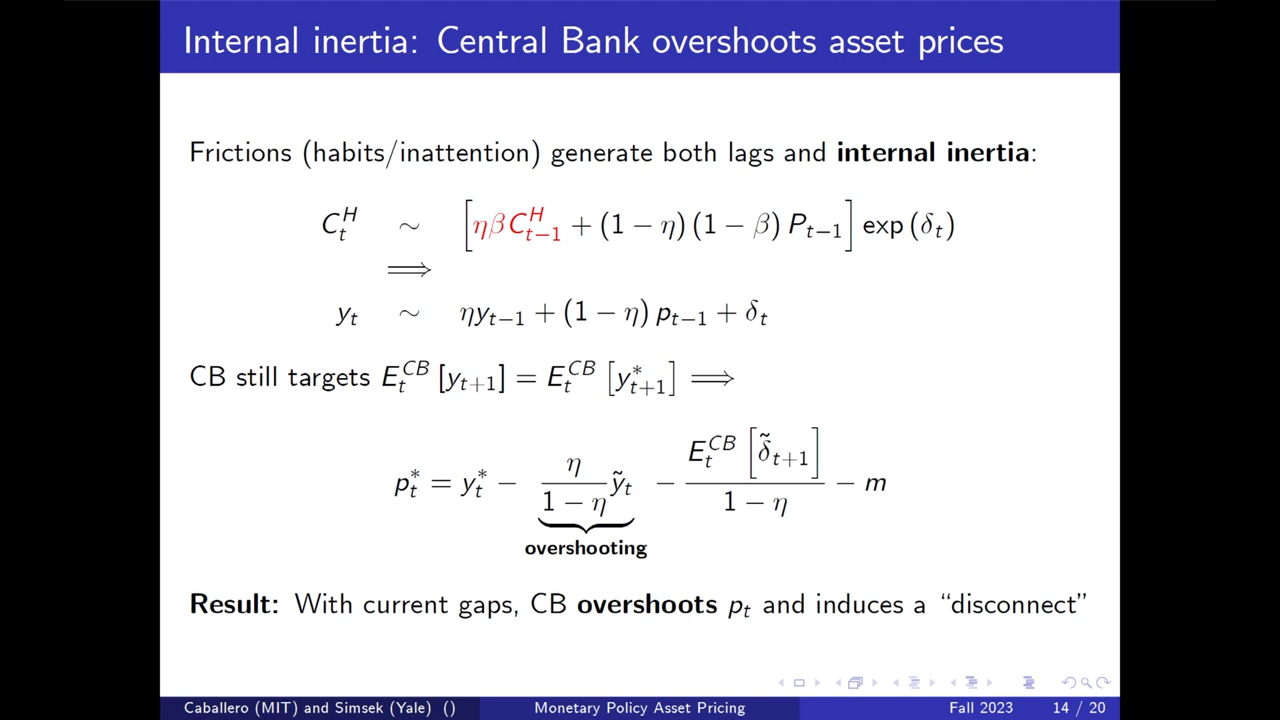 Internal inertia: Central Bank overshoots asset prices
Frictions (habits/inattention) generate both lags and internal inertia:
C_t^H ∼ [ηβC_{t−1}^H + (1 − η) (1 − β) P_{t−1}] exp (δ_t)
⟹
y_t ∼ ηy_{t−1} + (1 − η) p_{t−1} + δ_t
CB still targets E_t^{CB} [y_{t+1}] = E_t^{CB} [y_{t+1}^*] ⟹
p_t^* = y_t^* − \frac{η}{1 − η} ỹ_t − \frac{E_t^{CB} [δ̃_{t+1}]}{1 − η} − m
overshooting
Result: With current gaps, CB overshoots p_t and induces a “disconnect”
Caballero (MIT) and Simsek (Yale) () Monetary Policy Asset Pricing Fall 2023 14 / 20